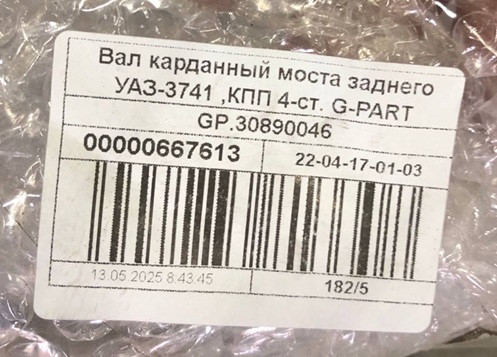 Вал карданный моста заднего
УАЗ-3741 ,КПП 4-ст. G-PART
GP.30890046
00000667613
22-04-17-01-03
13.05.2025 8:43:45
182/5